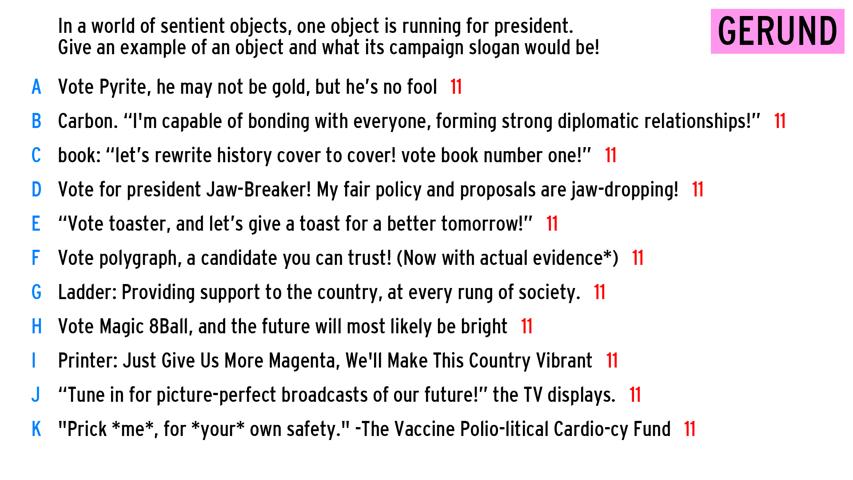 In a world of sentient objects, one object is running for president.
Give an example of an object and what its campaign slogan would be!
GERUND
A Vote Pyrite, he may not be gold, but he's no fool 11
B Carbon. “I'm capable of bonding with everyone, forming strong diplomatic relationships!” 11
C book: “let's rewrite history cover to cover! vote book number one!” 11
D Vote for president Jaw-Breaker! My fair policy and proposals are jaw-dropping! 11
E “Vote toaster, and let's give a toast for a better tomorrow!” 11
F Vote polygraph, a candidate you can trust! (Now with actual evidence*) 11
G Ladder: Providing support to the country, at every rung of society. 11
H Vote Magic 8Ball, and the future will most likely be bright 11
I Printer: Just Give Us More Magenta, We'll Make This Country Vibrant 11
J “Tune in for picture-perfect broadcasts of our future!” the TV displays. 11
K "Prick *me*, for *your* own safety." -The Vaccine Polio-litical Cardio-cy Fund 11